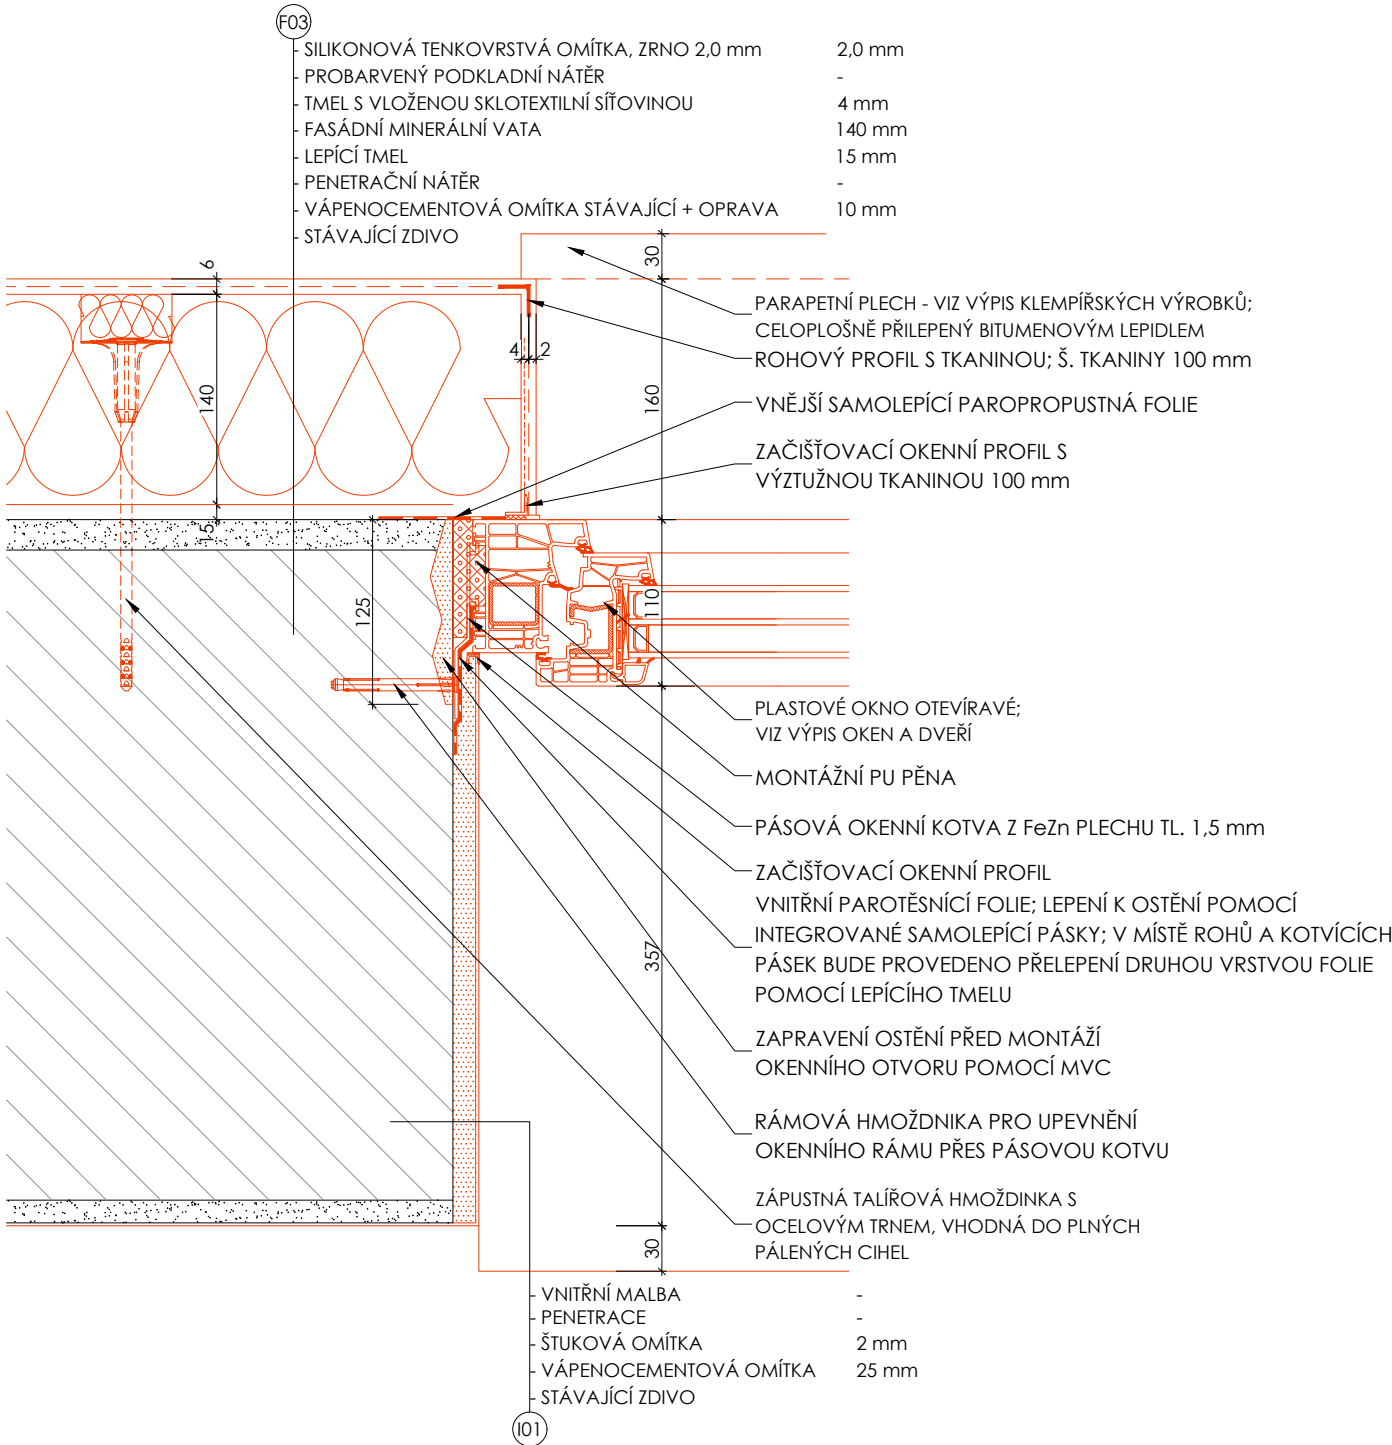 F03
- SILIKONOVÁ TENKOVRSTVÁ OMÍTKA, ZRNO 2,0 mm 2,0 mm
- PROBARVENÝ PODKLADNÍ NÁTĚR -
- TMEL S VLOŽENOU SKLOTEXTILNÍ SÍŤOVINOU 4 mm
- FASÁDNÍ MINERÁLNÍ VATA 140 mm
- LEPÍCÍ TMEL 15 mm
- PENETRAČNÍ NÁTĚR -
- VÁPENOCEMENTOVÁ OMÍTKA STÁVAJÍCÍ + OPRAVA 10 mm
- STÁVAJÍCÍ ZDIVO
30
6
PARAPETNÍ PLECH - VIZ VÝPIS KLEMPÍŘSKÝCH VÝROBKŮ;
CELOPLOŠNĚ PŘILEPENÝ BITUMENOVÝM LEPIDLEM
4 2
ROHOVÝ PROFIL S TKANINOU; Š. TKANINY 100 mm
140
160
VNĚJŠÍ SAMOLEPÍCÍ PAROPROPUSTNÁ FOLIE
ZAČIŠŤOVACÍ OKENNÍ PROFIL S
VÝZTUŽNOU TKANINOU 100 mm
15
125
110
PLASTOVÉ OKNO OTEVÍRAVÉ;
VIZ VÝPIS OKEN A DVEŘÍ
MONTÁŽNÍ PU PĚNA
PÁSOVÁ OKENNÍ KOTVA Z FeZn PLECHU TL. 1,5 mm
ZAČIŠŤOVACÍ OKENNÍ PROFIL
VNITŘNÍ PAROTĚSNÍCÍ FOLIE; LEPENÍ K OSTĚNÍ POMOCÍ
INTEGROVANÉ SAMOLEPÍCÍ PÁSKY; V MÍSTĚ ROHŮ A KOTVÍCÍCH
PÁSEK BUDE PROVEDENO PŘELEPENÍ DRUHOU VRSTVOU FOLIE
POMOCÍ LEPÍCÍHO TMELU
357
ZAPRAVENÍ OSTĚNÍ PŘED MONTÁŽÍ
OKENNÍHO OTVORU POMOCÍ MVC
RÁMOVÁ HMOŽDNIKA PRO UPEVNĚNÍ
OKENNÍHO RÁMU PŘES PÁSOVOU KOTVU
ZÁPUSTNÁ TALÍŘOVÁ HMOŽDINKA S
OCELOVÝM TRNEM, VHODNÁ DO PLNÝCH
PÁLENÝCH CIHEL
30
- VNITŘNÍ MALBA -
- PENETRACE -
- ŠTUKOVÁ OMÍTKA 2 mm
- VÁPENOCEMENTOVÁ OMÍTKA 25 mm
- STÁVAJÍCÍ ZDIVO
I01